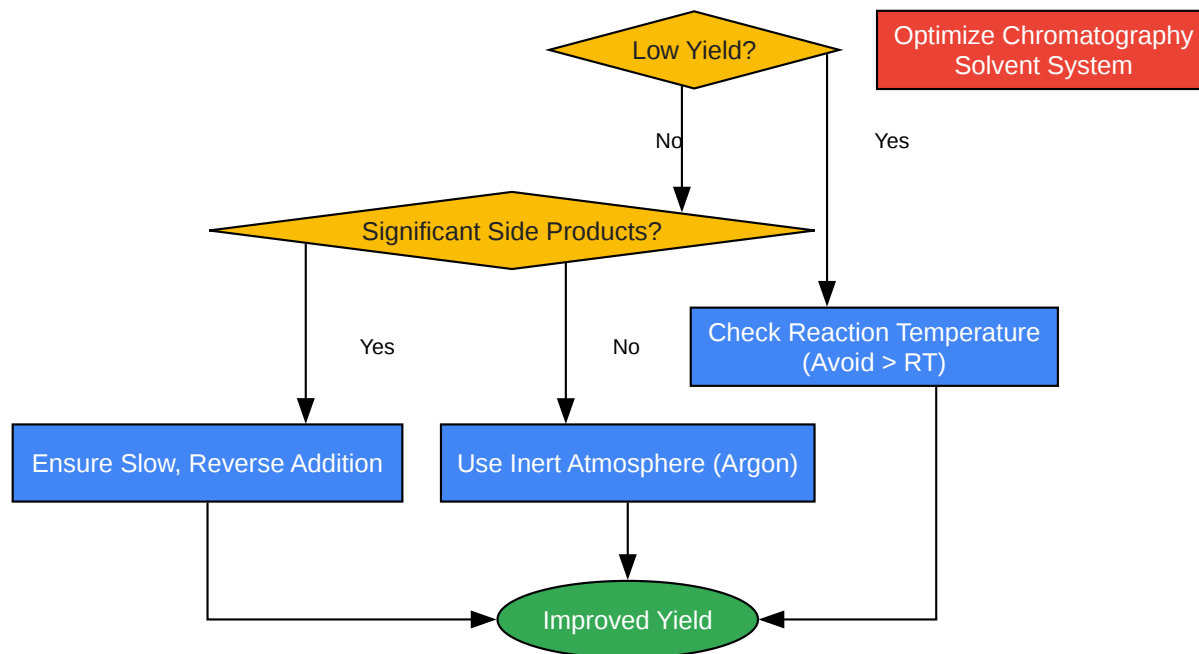 Low Yield?
Optimize Chromatography
Solvent System
No
Yes
Significant Side Products?
Check Reaction Temperature
(Avoid > RT)
Yes
No
Ensure Slow, Reverse Addition
Use Inert Atmosphere (Argon)
Improved Yield